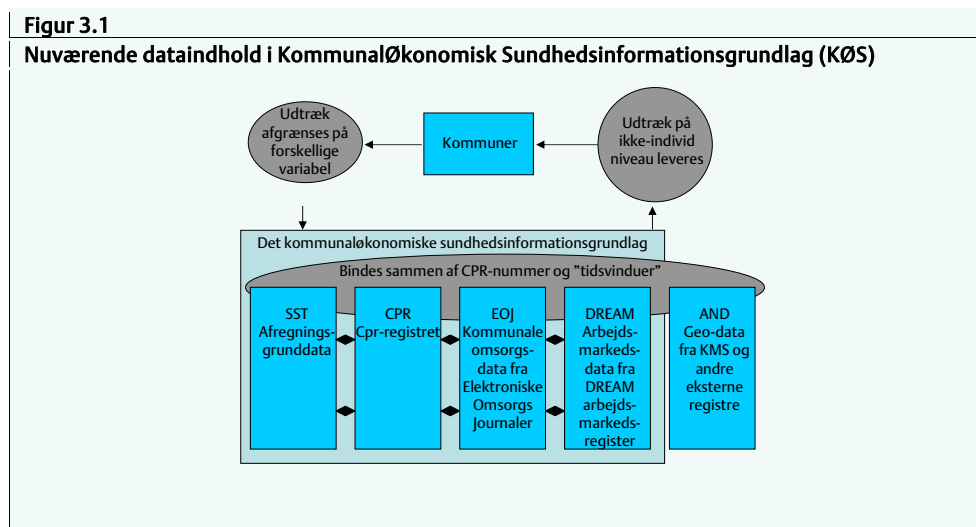 Figur 3.1
Nuværende dataindhold i KommunalØkonomisk Sundhedsinformationsgrundlag (KØS)
Udtræk
afgrænses på
forskellige
variabel
Kommuner
Udtræk på
ikke-individ
niveau leveres
Det kommunaløkonomiske sundhedsinformationsgrundlag
Bindes sammen af CPR-nummer og ”tidsvinduer”
SST
Afregnings-
grunddata
CPR
Cpr-registret
EOJ
Kommunale
omsorgs-
data fra
Elektroniske
Omsorgs
Journaler
DREAM
Arbejds-
markeds-
data fra
DREAM
arbejds-
markeds-
register
AND
Geo-data
fra KMS og
andre
eksterne
registre